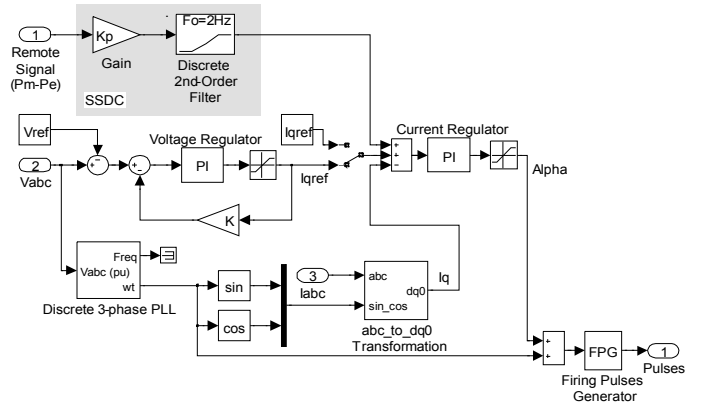 1
Remote
Signal
(Pm-Pe)
Kp
Gain
Fo=2Hz
Discrete
2nd-Order
Filter
SSDC
Vref
2
Vabc
Voltage Regulator
PI
K
Iqref
Iqref
Current Regulator
PI
Alpha
Freq
Vabc (pu)
wt
Discrete 3-phase PLL
sin
cos
3
Iabc
abc
dq0
sin_cos
Iq
abc_to_dq0
Transformation
FPG
Firing Pulses
Generator
1
Pulses